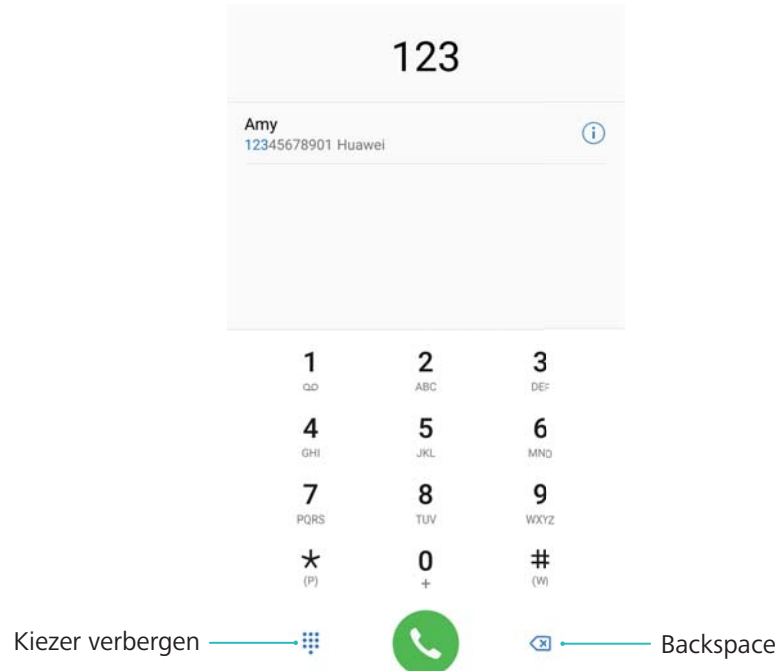 123
Amy
12345678901 Huawei
1 2 3
ABC DEF
4 5 6
GHI JKL MNO
7 8 9
PQRS TUV WXYZ
* 0 #
(P) + (W)
Kiezer verbergen Backspace